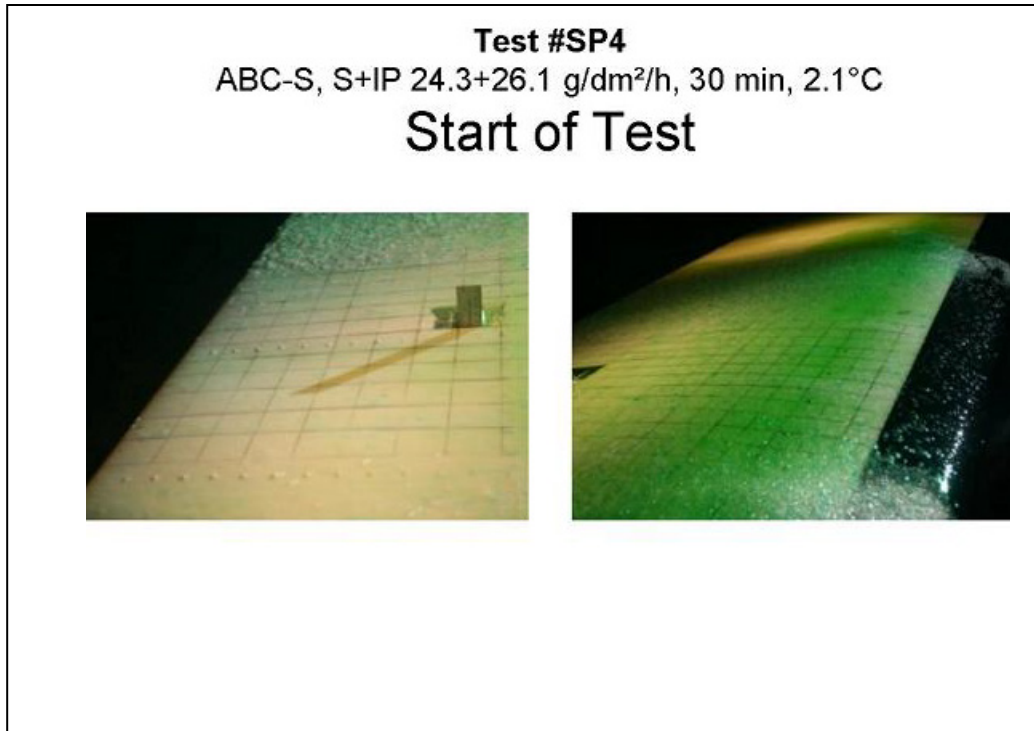 Test #SP4
ABC-S, S+IP 24.3+26.1 g/dm²/h, 30 min, 2.1°C
Start of Test